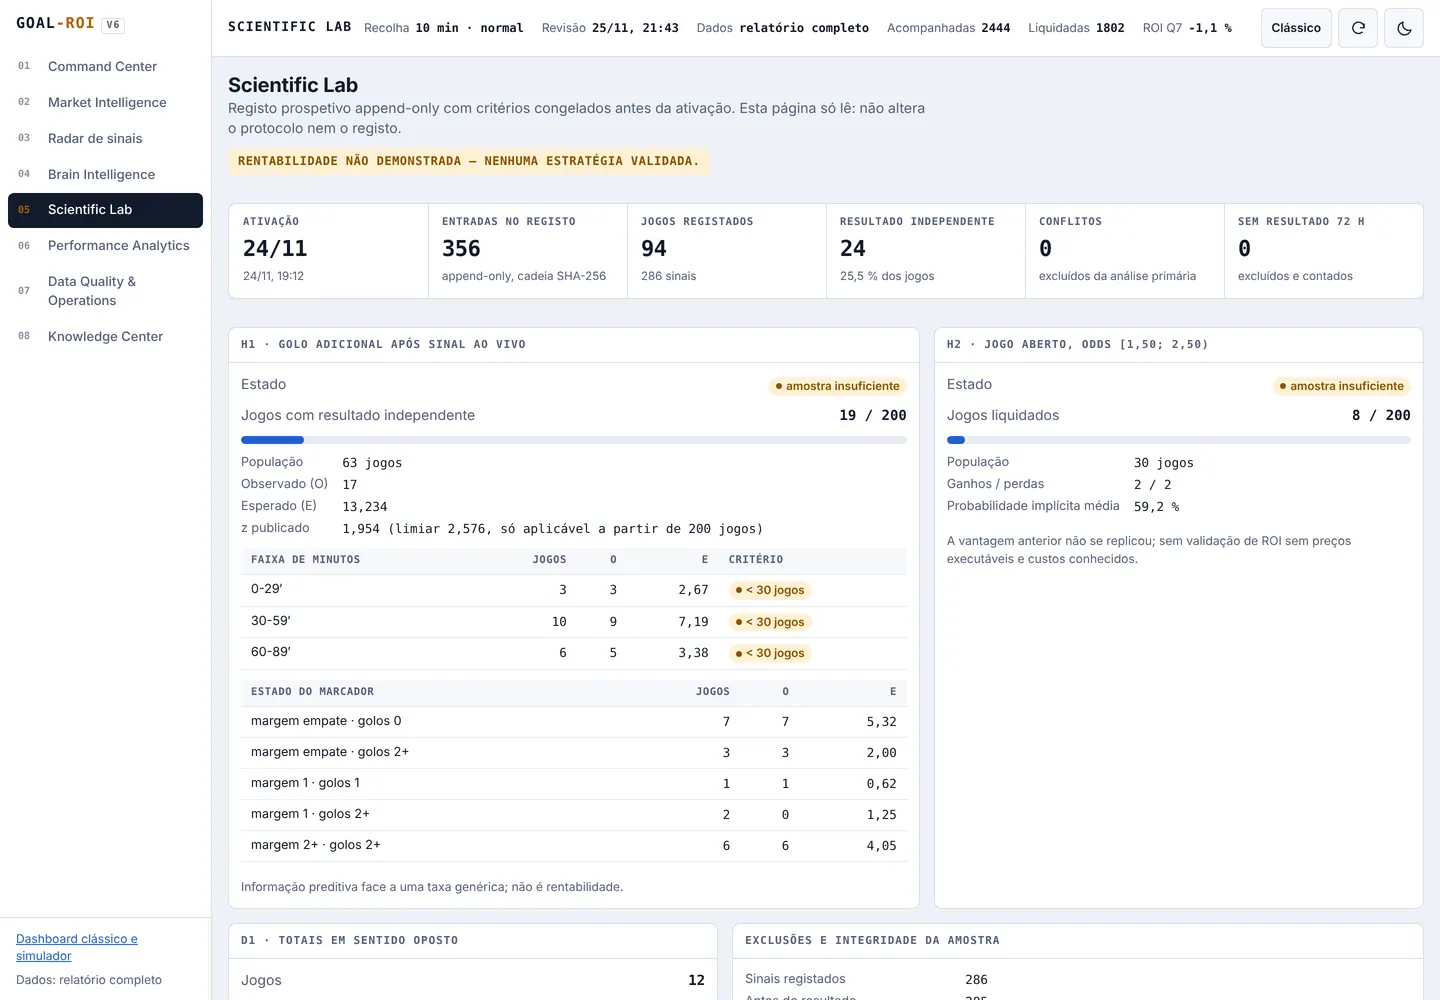 GOAL-ROI V6
01 Command Center
02 Market Intelligence
03 Radar de sinais
04 Brain Intelligence
05 Scientific Lab
06 Performance Analytics
07 Data Quality & Operations
08 Knowledge Center
Dashboard clássico e simulador
Dados: relatório completo
SCIENTIFIC LAB Recolha 10 min · normal Revisão 25/11, 21:43 Dados relatório completo Acompanhadas 2444 Liquidadas 1802 ROI Q7 -1,1 % Clássico
Scientific Lab
Registo prospetivo append-only com critérios congelados antes da ativação. Esta página só lê: não altera
o protocolo nem o registo.
RENTABILIDADE NÃO DEMONSTRADA — NENHUMA ESTRATÉGIA VALIDADA.
ATIVAÇÃO
24/11
24/11, 19:12
ENTRADAS NO REGISTO
356
append-only, cadeia SHA-256
JOGOS REGISTADOS
94
286 sinais
RESULTADO INDEPENDENTE
24
25,5 % dos jogos
CONFLITOS
0
excluídos da análise primária
SEM RESULTADO 72 H
0
excluídos e contados
H1 · GOLO ADICIONAL APÓS SINAL AO VIVO
Estado amostra insuficiente
Jogos com resultado independente 19 / 200
População 63 jogos
Observado (O) 17
Esperado (E) 13,234
z publicado 1,954 (limiar 2,576, só aplicável a partir de 200 jogos)
FAIXA DE MINUTOS JOGOS O E CRITÉRIO
0-29′ 3 3 2,67 < 30 jogos
30-59′ 10 9 7,19 < 30 jogos
60-89′ 6 5 3,38 < 30 jogos
ESTADO DO MARCADOR JOGOS O E
margem empate · golos 0 7 7 5,32
margem empate · golos 2+ 3 3 2,00
margem 1 · golos 1 1 1 0,62
margem 1 · golos 2+ 2 0 1,25
margem 2+ · golos 2+ 6 6 4,05
Informação preditiva face a uma taxa genérica; não é rentabilidade.
H2 · JOGO ABERTO, ODDS [1,50; 2,50)
Estado amostra insuficiente
Jogos liquidados 8 / 200
População 30 jogos
Ganhos / perdas 2 / 2
Probabilidade implícita média 59,2 %
A vantagem anterior não se replicou; sem validação de ROI sem preços
executáveis e custos conhecidos.
D1 · TOTAIS EM SENTIDO OPOSTO
Jogos 12
EXCLUSÕES E INTEGRIDADE DA AMOSTRA
Sinais registados 286